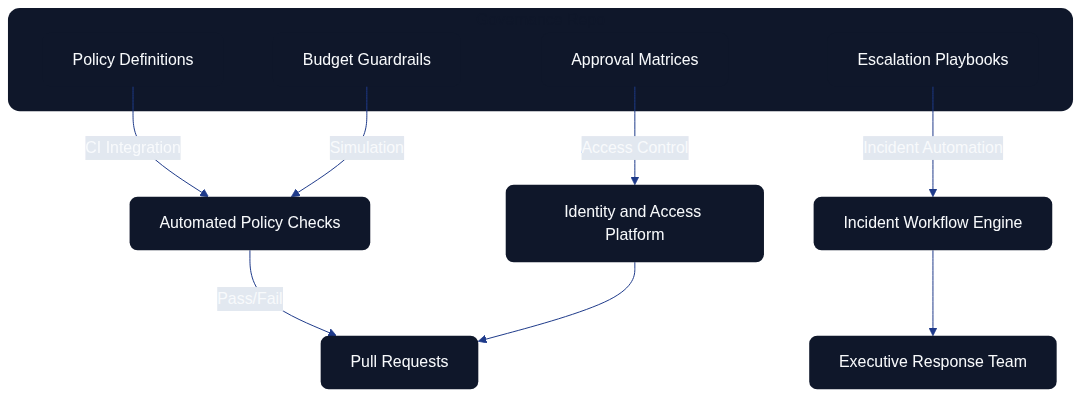 Policy Definitions
Budget Guardrails
Approval Matrices
Escalation Playbooks
CI Integration
Simulation
Access Control
Incident Automation
Automated Policy Checks
Identity and Access
Platform
Incident Workflow Engine
Pass/Fail
Pull Requests
Executive Response Team